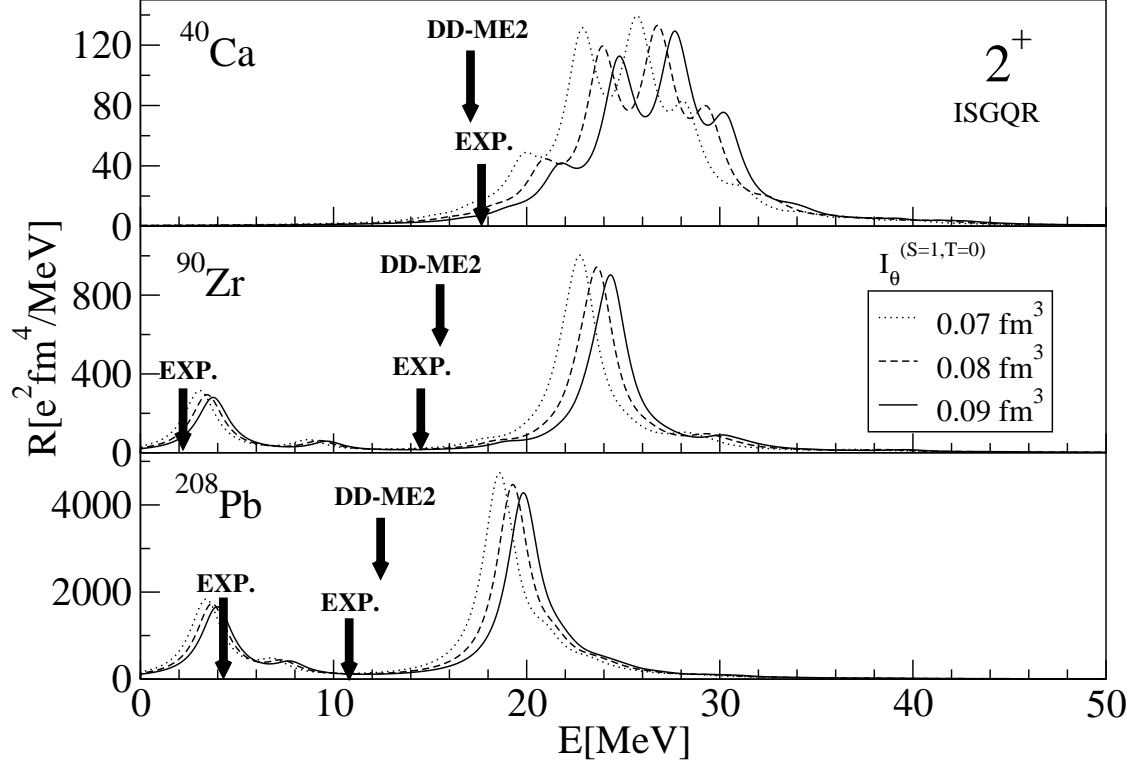 120
80
40
0
⁴⁰Ca
DD-ME2
EXP.
2⁺
ISGQR
R[e²fm⁴/MeV]
800
400
0
⁹⁰Zr
DD-ME2
EXP.
EXP.
I_θ^(S=1,T=0)
0.07 fm³
0.08 fm³
0.09 fm³
4000
2000
0
²⁰⁸Pb
DD-ME2
EXP.
EXP.
0 10 20 30 40 50
E[MeV]